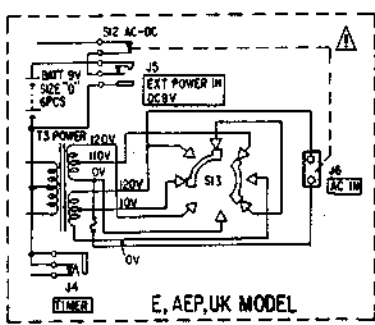 S12 AC-DC
BATT 9V
SIZE "D"
6PCS
J5
EXT POWER IN
DC9V
T3 POWER
120V
110V
0V
120V
10V
0V
S13
J6
AC IN
J4
TIMER
E, AEP, UK MODEL